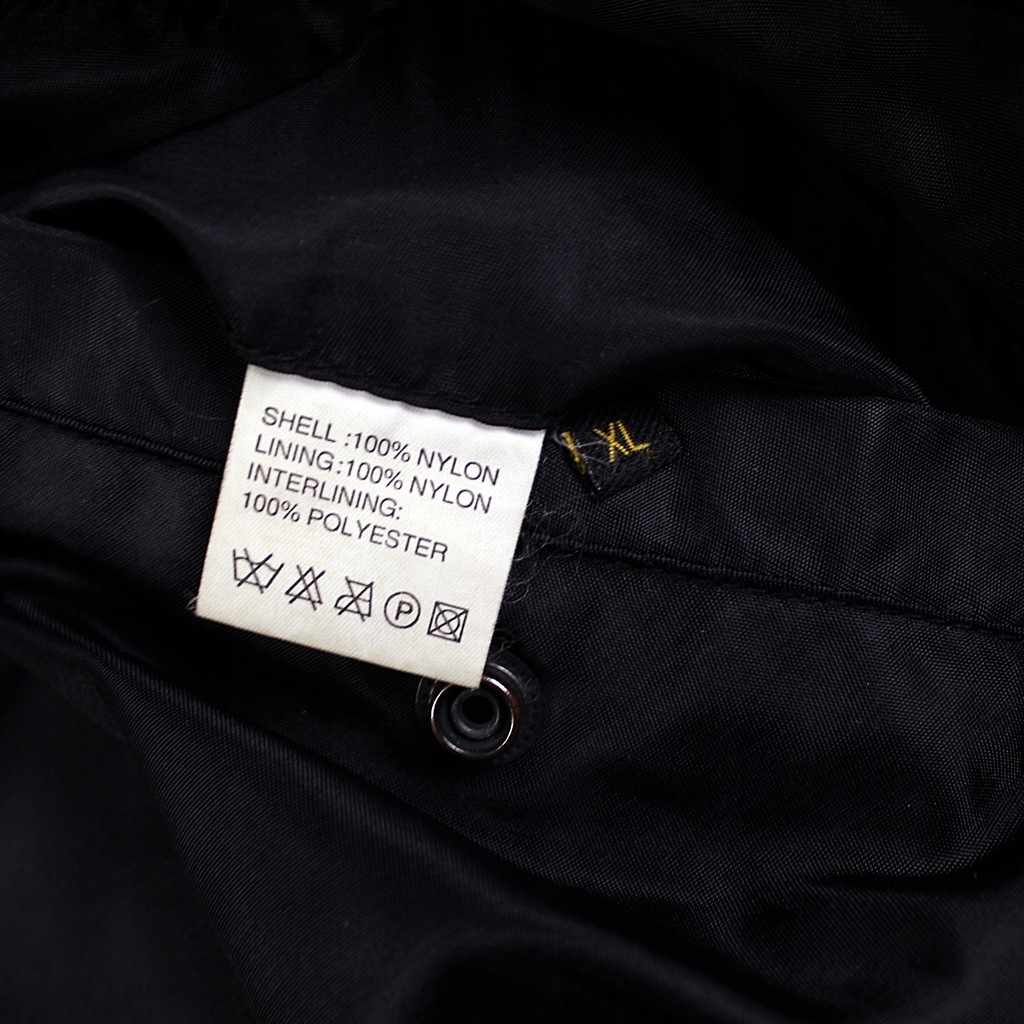 SHELL :100% NYLON
LINING:100% NYLON
INTERLINING:
100% POLYESTER
P
XL